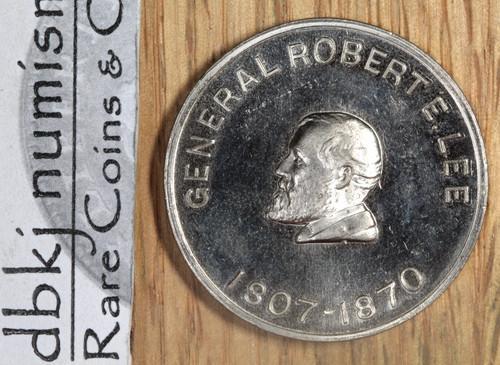 GENERAL ROBERT E. LEE
1807-1870
dbkj numism
Rare Coins & C